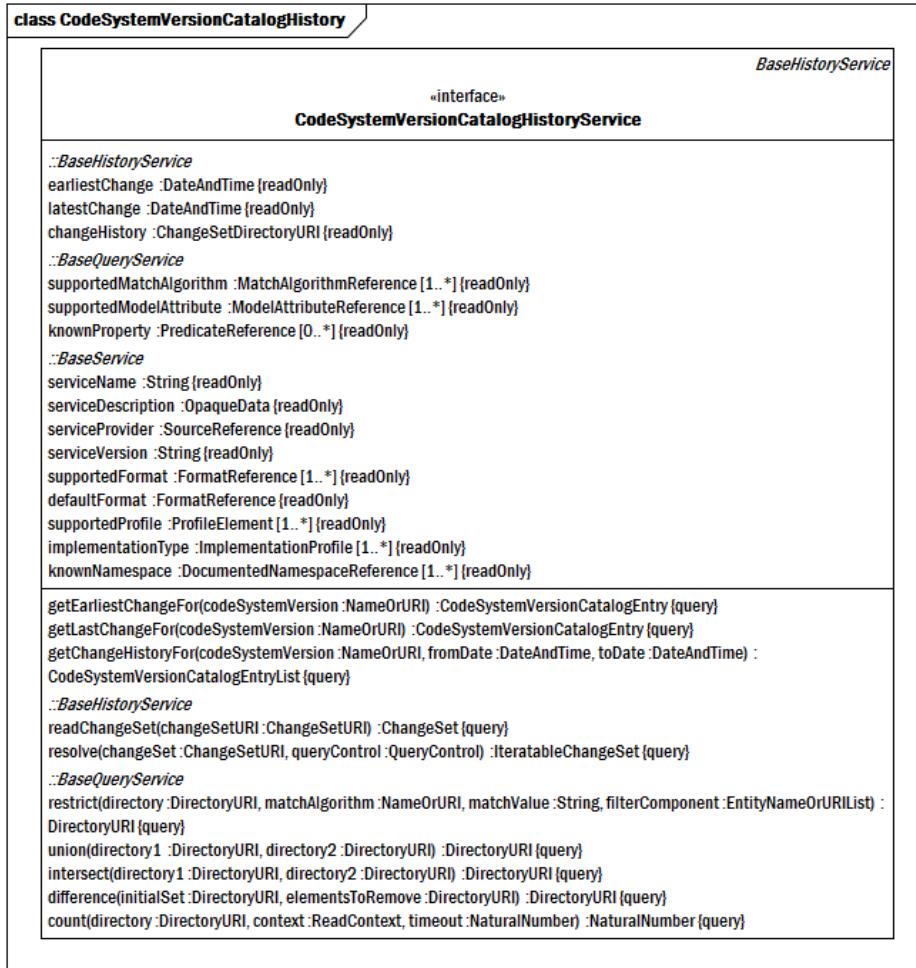 class CodeSystemVersionCatalogHistory
BaseHistoryService
«interface»
CodeSystemVersionCatalogHistoryService
::BaseHistoryService
earliestChange :DateAndTime {readOnly}
latestChange :DateAndTime {readOnly}
changeHistory :ChangeSetDirectoryURI {readOnly}
::BaseQueryService
supportedMatchAlgorithm :MatchAlgorithmReference [1..*] {readOnly}
supportedModelAttribute :ModelAttributeReference [1..*] {readOnly}
knownProperty :PredicateReference [0..*] {readOnly}
::BaseService
serviceName :String {readOnly}
serviceDescription :OpaqueData {readOnly}
serviceProvider :SourceReference {readOnly}
serviceVersion :String {readOnly}
supportedFormat :FormatReference [1..*] {readOnly}
defaultFormat :FormatReference {readOnly}
supportedProfile :ProfileElement [1..*] {readOnly}
implementationType :ImplementationProfile [1..*] {readOnly}
knownNamespace :DocumentedNamespaceReference [1..*] {readOnly}
getEarliestChangeFor(codeSystemVersion :NameOrURI) :CodeSystemVersionCatalogEntry {query}
getLastChangeFor(codeSystemVersion :NameOrURI) :CodeSystemVersionCatalogEntry {query}
getChangeHistoryFor(codeSystemVersion :NameOrURI, fromDate :DateAndTime, toDate :DateAndTime) :
CodeSystemVersionCatalogEntryList {query}
::BaseHistoryService
readChangeSet(changeSetURI :ChangeSetURI) :ChangeSet {query}
resolve(changeSet :ChangeSetURI, queryControl :QueryControl) :IteratableChangeSet {query}
::BaseQueryService
restrict(directory :DirectoryURI, matchAlgorithm :NameOrURI, matchValue :String, filterComponent :EntityNameOrURIList) :
DirectoryURI {query}
union(directory1 :DirectoryURI, directory2 :DirectoryURI) :DirectoryURI {query}
intersect(directory1 :DirectoryURI, directory2 :DirectoryURI) :DirectoryURI {query}
difference(initialSet :DirectoryURI, elementsToRemove :DirectoryURI) :DirectoryURI {query}
count(directory :DirectoryURI, context :ReadContext, timeout :NaturalNumber) :NaturalNumber {query}